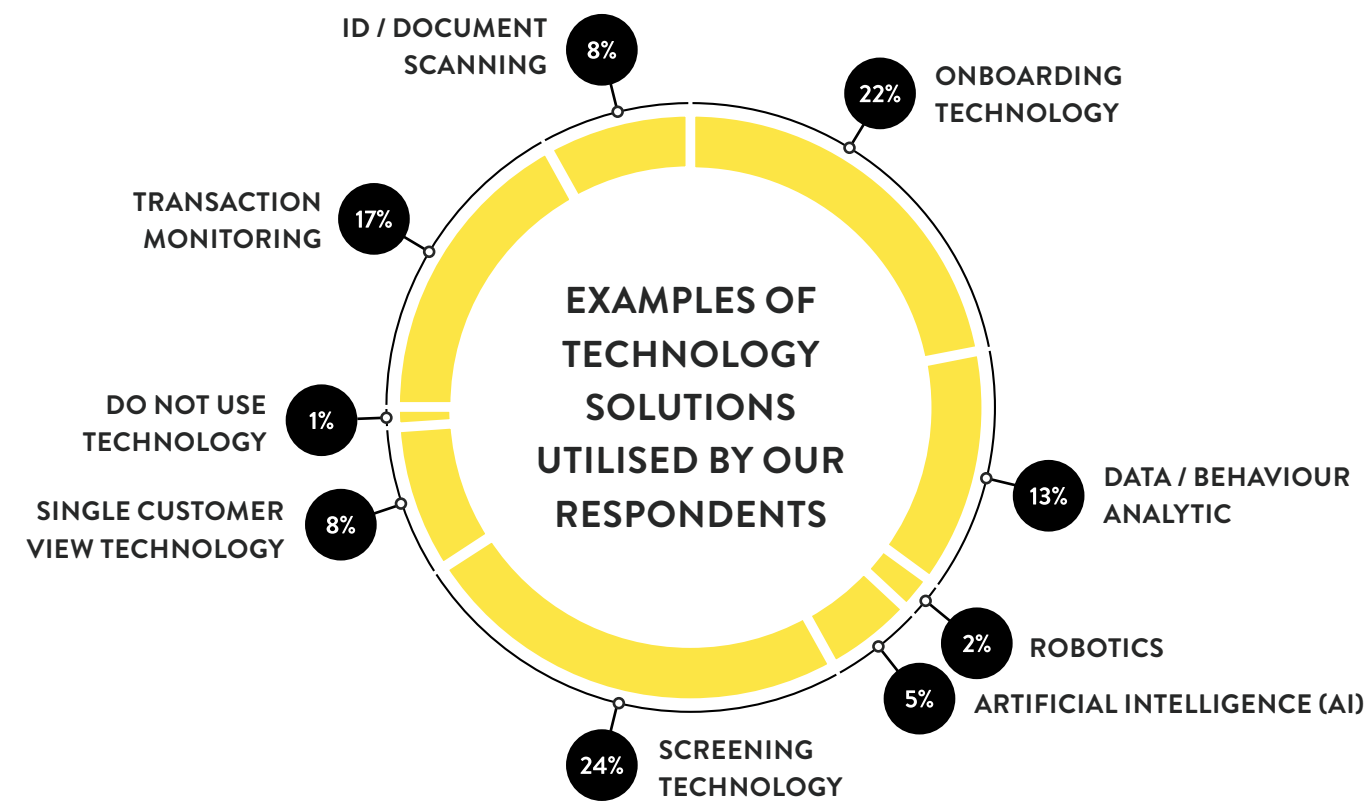 ID / DOCUMENT
SCANNING
8%
22%
ONBOARDING
TECHNOLOGY
TRANSACTION
MONITORING
17%
EXAMPLES OF
TECHNOLOGY
SOLUTIONS
UTILISED BY OUR
RESPONDENTS
DO NOT USE
TECHNOLOGY
1%
SINGLE CUSTOMER
VIEW TECHNOLOGY
8%
13%
DATA / BEHAVIOUR
ANALYTIC
2%
ROBOTICS
5%
ARTIFICIAL INTELLIGENCE (AI)
24%
SCREENING
TECHNOLOGY